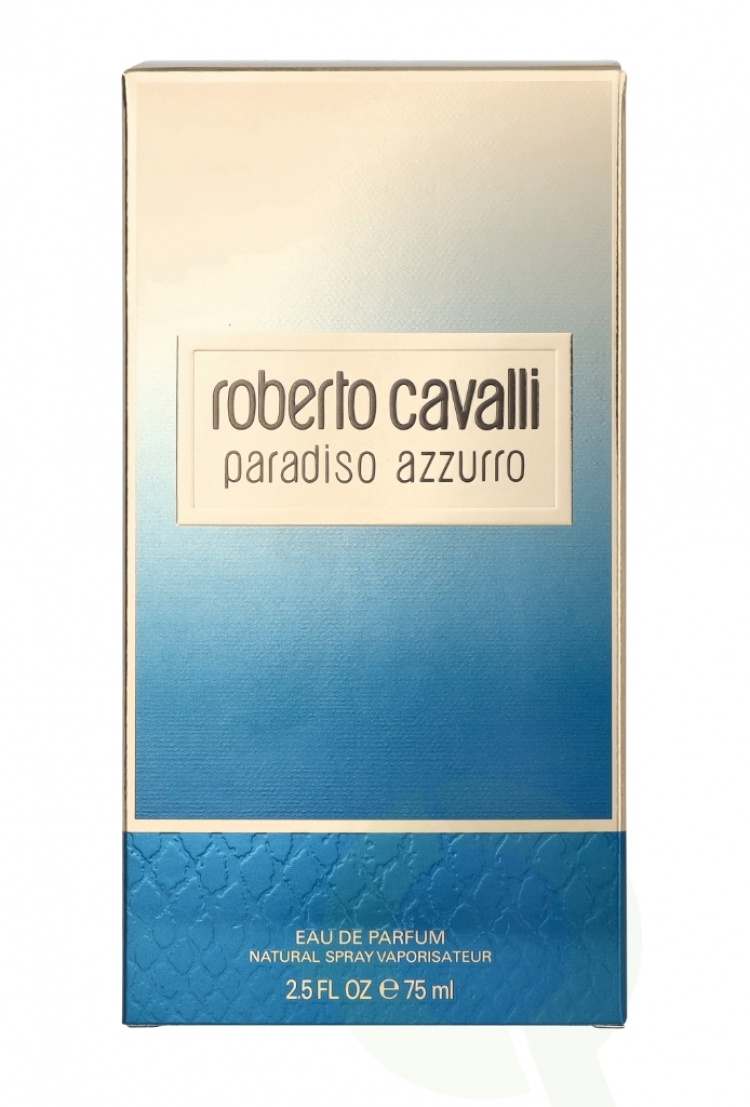 roberto cavalli
paradiso azzurro
EAU DE PARFUM
NATURAL SPRAY VAPORISATEUR
2.5 FL OZ ℮ 75 ml